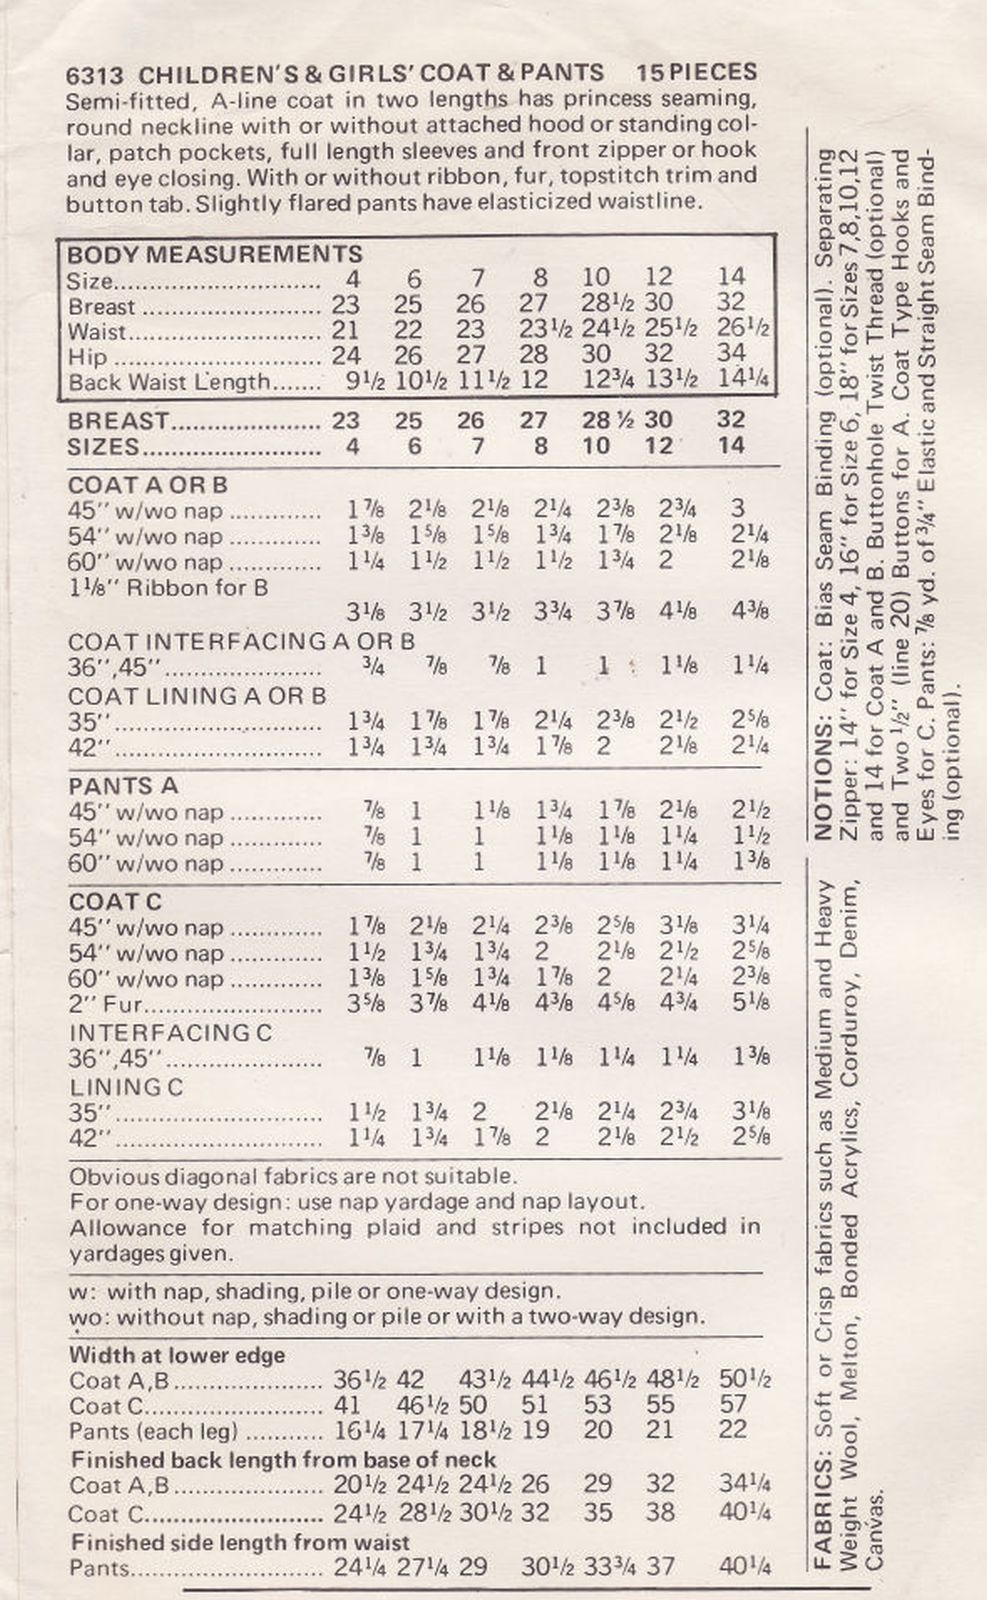 6313 CHILDREN'S & GIRLS' COAT & PANTS 15 PIECES
Semi-fitted, A-line coat in two lengths has princess seaming,
round neckline with or without attached hood or standing col-
lar, patch pockets, full length sleeves and front zipper or hook
and eye closing. With or without ribbon, fur, topstitch trim and
button tab. Slightly flared pants have elasticized waistline.
BODY MEASUREMENTS
Size.............................. 4 6 7 8 10 12 14
Breast .......................... 23 25 26 27 28½ 30 32
Waist............................ 21 22 23 23½ 24½ 25½ 26½
Hip .............................. 24 26 27 28 30 32 34
Back Waist Length....... 9½ 10½ 11½ 12 12¾ 13½ 14¼
BREAST...................... 23 25 26 27 28 ½ 30 32
SIZES.......................... 4 6 7 8 10 12 14
COAT A OR B
45" w/wo nap ............. 1⅞ 2⅛ 2⅛ 2¼ 2⅜ 2¾ 3
54" w/wo nap ............. 1⅜ 1⅝ 1⅝ 1¾ 1⅞ 2⅛ 2¼
60" w/wo nap ............. 1¼ 1½ 1½ 1½ 1¾ 2 2⅛
1⅛" Ribbon for B
3⅛ 3½ 3½ 3¾ 3⅞ 4⅛ 4⅜
COAT INTERFACING A OR B
36",45"....................... ¾ ⅞ ⅞ 1 1 1⅛ 1¼
COAT LINING A OR B
35".............................. 1¾ 1⅞ 1⅞ 2¼ 2⅜ 2½ 2⅝
42".............................. 1¾ 1¾ 1¾ 1⅞ 2 2⅛ 2¼
PANTS A
45" w/wo nap ............. ⅞ 1 1⅛ 1¾ 1⅞ 2⅛ 2½
54" w/wo nap ............. ⅞ 1 1 1⅛ 1⅛ 1¼ 1½
60" w/wo nap ............. ⅞ 1 1 1⅛ 1⅛ 1¼ 1⅜
COAT C
45" w/wo nap ............. 1⅞ 2⅛ 2¼ 2⅜ 2⅝ 3⅛ 3¼
54" w/wo nap ............. 1½ 1¾ 1¾ 2 2⅛ 2½ 2⅝
60" w/wo nap ............. 1⅜ 1⅝ 1¾ 1⅞ 2 2¼ 2⅜
2" Fur......................... 3⅝ 3⅞ 4⅛ 4⅜ 4⅝ 4¾ 5⅛
INTERFACING C
36",45"....................... ⅞ 1 1⅛ 1⅛ 1¼ 1¼ 1⅜
LINING C
35".............................. 1½ 1¾ 2 2⅛ 2¼ 2¾ 3⅛
42".............................. 1¼ 1¾ 1⅞ 2 2⅛ 2½ 2⅝
Obvious diagonal fabrics are not suitable.
For one-way design: use nap yardage and nap layout.
Allowance for matching plaid and stripes not included in
yardages given.
w: with nap, shading, pile or one-way design.
wo: without nap, shading or pile or with a two-way design.
Width at lower edge
Coat A,B..................... 36½ 42 43½ 44½ 46½ 48½ 50½
Coat C......................... 41 46½ 50 51 53 55 57
Pants (each leg) ........... 16¼ 17¼ 18½ 19 20 21 22
Finished back length from base of neck
Coat A,B..................... 20½ 24½ 24½ 26 29 32 34¼
Coat C......................... 24½ 28½ 30½ 32 35 38 40¼
Finished side length from waist
Pants........................... 24¼ 27¼ 29 30½ 33¾ 37 40¼
NOTIONS: Coat: Bias Seam Binding (optional). Separating
Zipper: 14" for Size 4, 16" for Size 6, 18" for Sizes 7,8,10,12
and 14 for Coat A and B. Buttonhole Twist Thread (optional)
and Two ½" (line 20) Buttons for A. Coat Type Hooks and
Eyes for C. Pants: ⅞ yd. of ¾" Elastic and Straight Seam Bind-
ing (optional).
FABRICS: Soft or Crisp fabrics such as Medium and Heavy
Weight Wool, Melton, Bonded Acrylics, Corduroy, Denim,
Canvas.